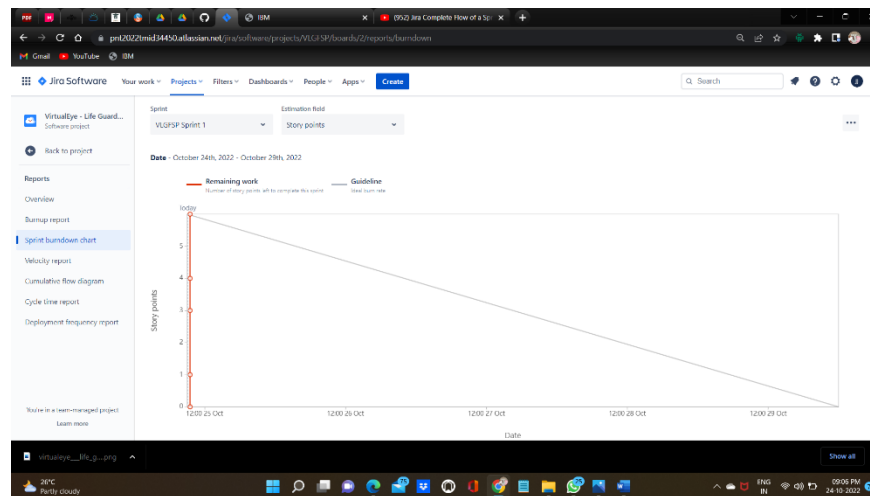 IBM
(952) Jira Complete Flow of a Spr
pnt2022tmid34450.atlassian.net/jira/software/projects/VLGFSP/boards/2/reports/burndown
Gmail
YouTube
IBM
Jira Software
Your work
Projects
Filters
Dashboards
People
Apps
Create
Search
VirtualEye - Life Guard...
Software project
Back to project
Reports
Overview
Burnup report
Sprint burndown chart
Velocity report
Cumulative flow diagram
Cycle time report
Deployment frequency report
You're in a team-managed project
Learn more
Sprint
VLGFSP Sprint 1
Estimation field
Story points
Date - October 24th, 2022 - October 29th, 2022
Remaining work
Number of story points left to complete this sprint
Guideline
Ideal burn rate
Today
5
4
3
2
1
0
Story points
12:00 25 Oct
12:00 26 Oct
12:00 27 Oct
12:00 28 Oct
12:00 29 Oct
Date
virtualeye__life_g....png
Show all
26°C
Partly cloudy
ENG
IN
09:06 PM
24-10-2022